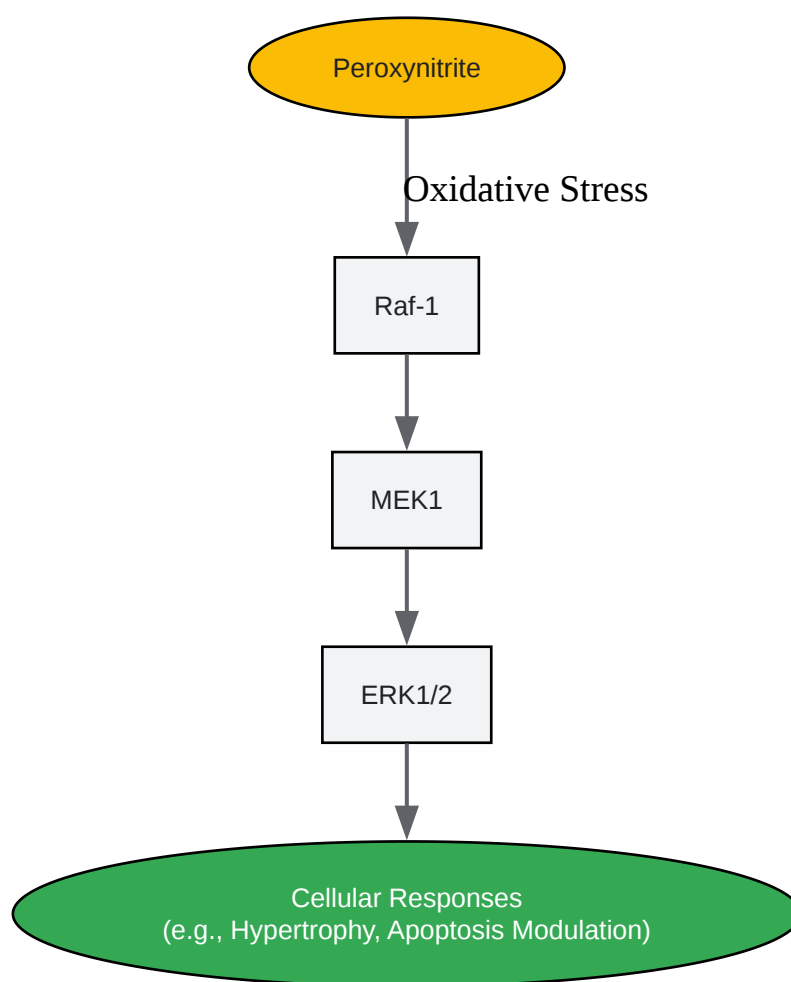 Peroxynitrite
Oxidative Stress
Raf-1
MEK1
ERK1/2
Cellular Responses
(e.g., Hypertrophy, Apoptosis Modulation)